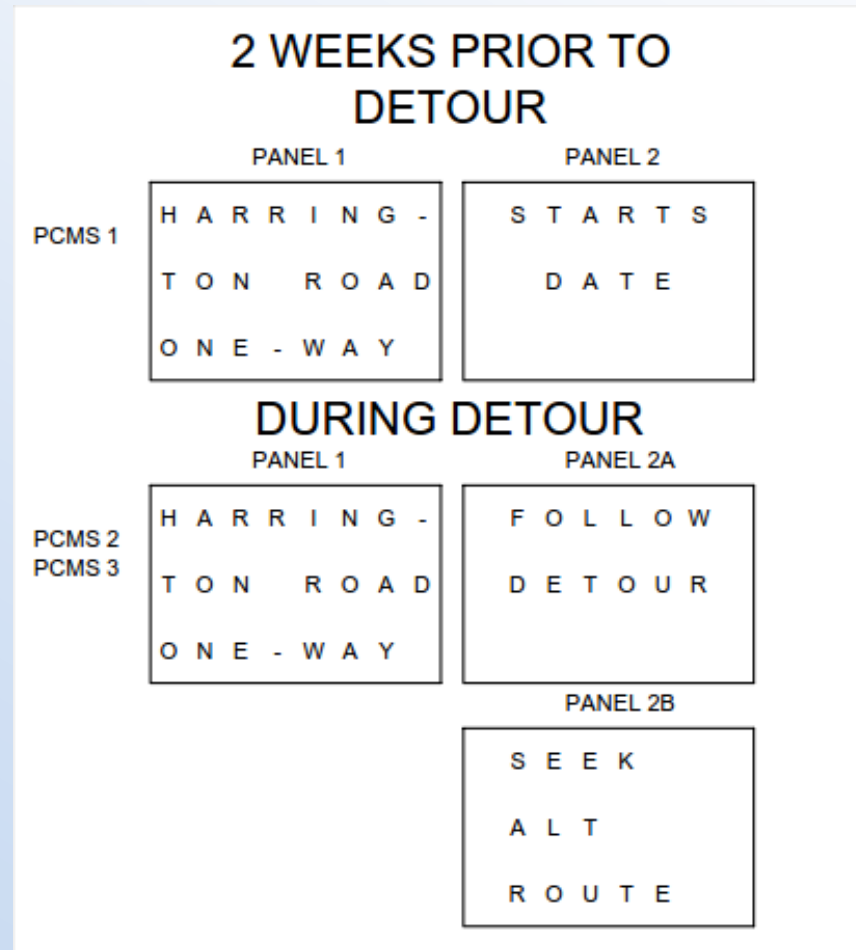 2 WEEKS PRIOR TO
DETOUR
PANEL 1
PANEL 2
PCMS 1
HARRING-
TON ROAD
ONE-WAY
STARTS
DATE
DURING DETOUR
PANEL 1
PANEL 2A
PCMS 2
PCMS 3
HARRING-
TON ROAD
ONE-WAY
FOLLOW
DETOUR
PANEL 2B
SEEK
ALT
ROUTE